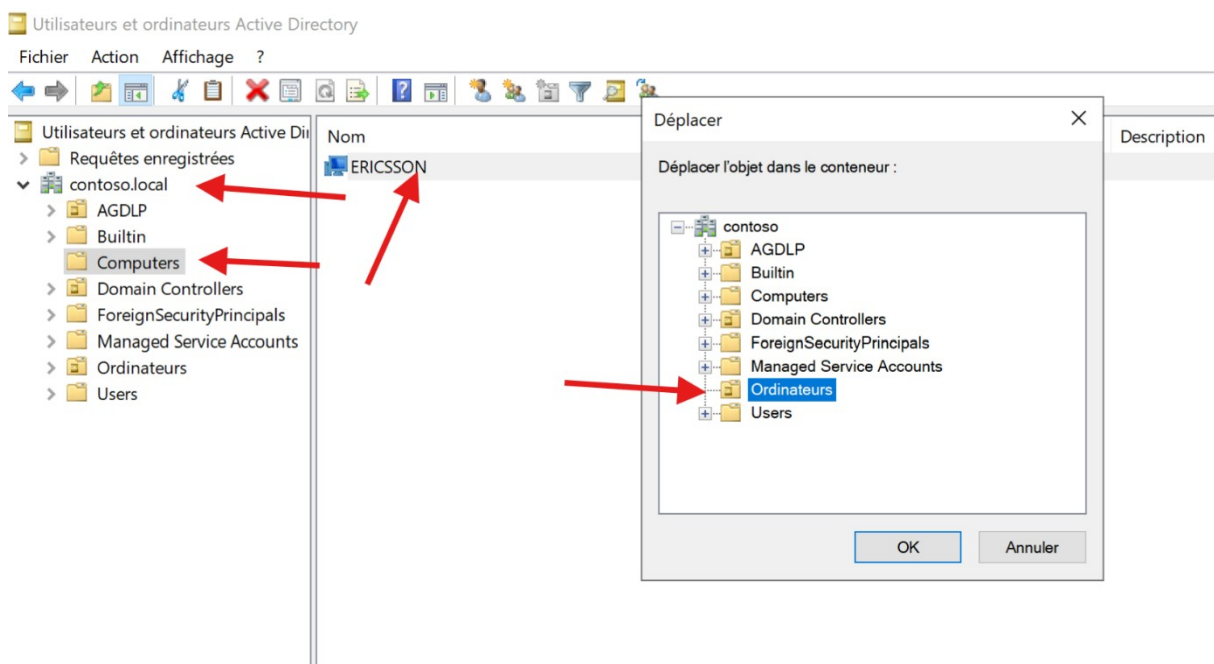 Utilisateurs et ordinateurs Active Directory
Fichier Action Affichage ?
Utilisateurs et ordinateurs Active Dir
Requêtes enregistrées
contoso.local
AGDLP
Builtin
Computers
Domain Controllers
ForeignSecurityPrincipals
Managed Service Accounts
Ordinateurs
Users
Nom
Description
ERICSSON
Déplacer
Déplacer l'objet dans le conteneur :
contoso
AGDLP
Builtin
Computers
Domain Controllers
ForeignSecurityPrincipals
Managed Service Accounts
Ordinateurs
Users
OK Annuler